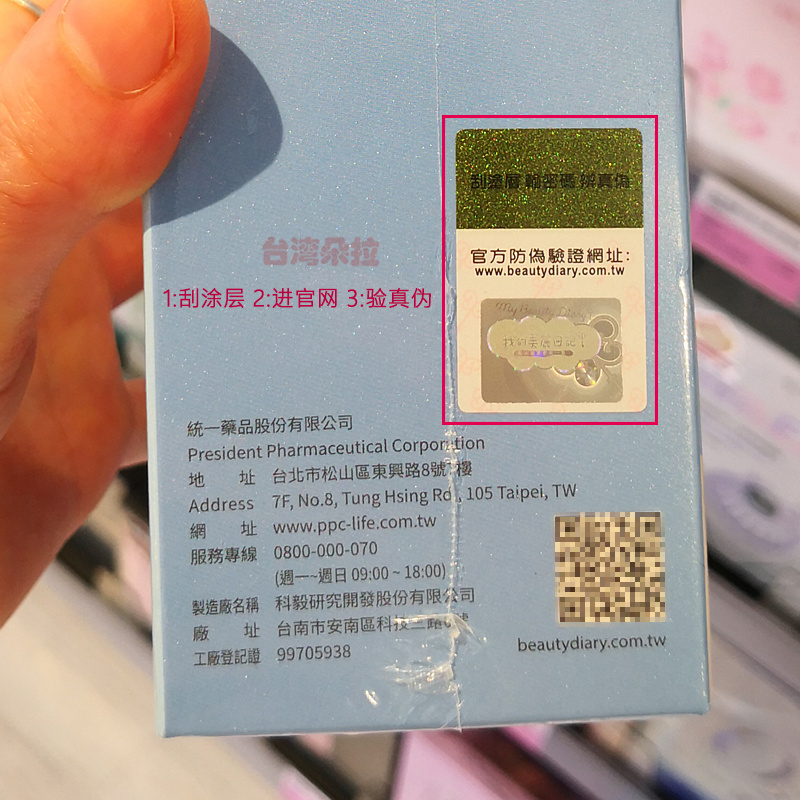 刮塗層 輸密碼 辨真偽
官方防偽驗證網址:
www.beautydiary.com.tw
My Beauty Diary
我的美麗日記
台湾朵拉
1:刮涂层 2:进官网 3:验真伪
統一藥品股份有限公司
President Pharmaceutical Corporation
地 址 台北市松山區東興路8號7樓
Address 7F, No.8, Tung Hsing Rd., 105 Taipei, TW
網 址 www.ppc-life.com.tw
服務專線 0800-000-070
(週一~週日 09:00 ~ 18:00)
製造廠名稱 科毅研究開發股份有限公司
廠 址 台南市安南區科技二路
工廠登記證 99705938
beautydiary.com.tw